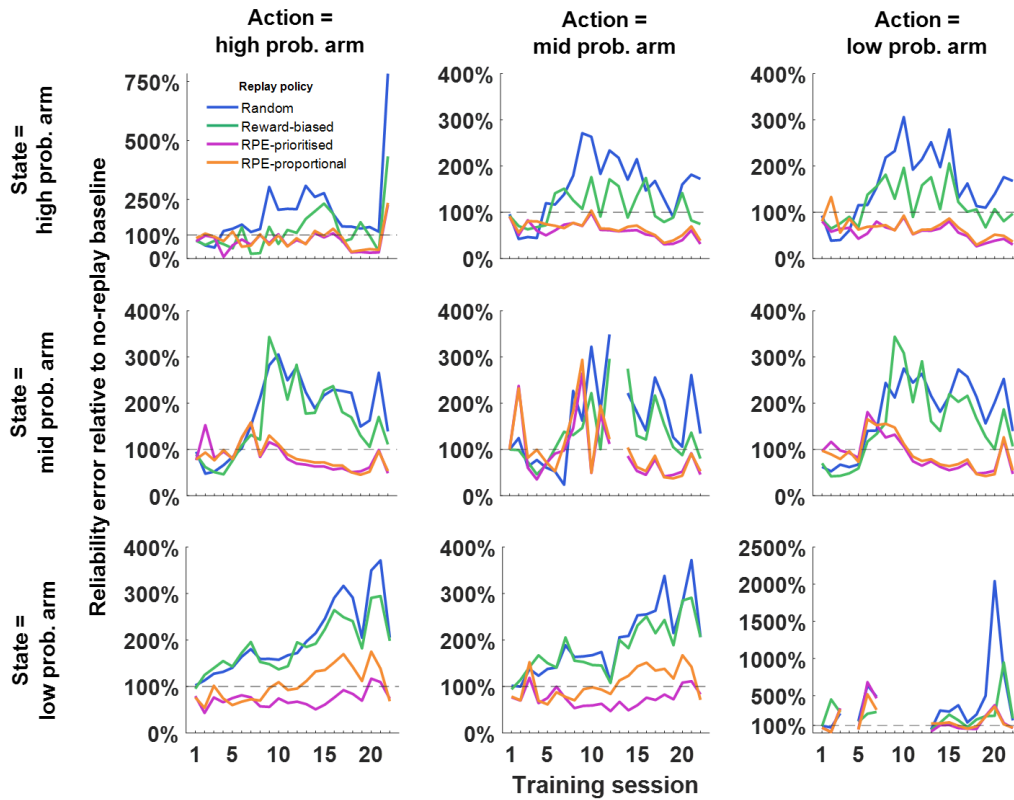 Action =
high prob. arm
Action =
mid prob. arm
Action =
low prob. arm
State =
high prob. arm
State =
mid prob. arm
State =
low prob. arm
Reliability error relative to no-replay baseline
750%
500%
250%
100%
0%
Replay policy
Random
Reward-biased
RPE-prioritised
RPE-proportional
400%
300%
200%
100%
0%
400%
300%
200%
100%
0%
400%
300%
200%
100%
0%
400%
300%
200%
100%
0%
400%
300%
200%
100%
0%
400%
300%
200%
100%
0%
1 5 10 15 20
400%
300%
200%
100%
0%
1 5 10 15 20
2500%
2000%
1500%
1000%
500%
100%
1 5 10 15 20
Training session